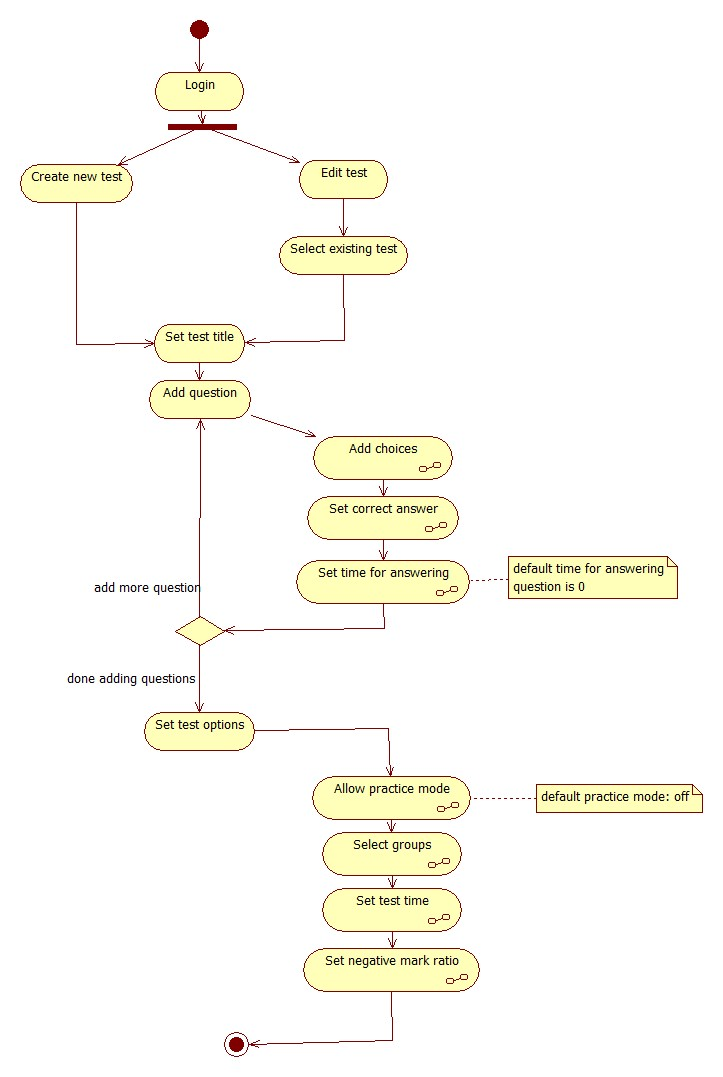 Login
Create new test
Edit test
Select existing test
Set test title
Add question
Add choices
Set correct answer
Set time for answering
default time for answering
question is 0
add more question
done adding questions
Set test options
Allow practice mode
default practice mode: off
Select groups
Set test time
Set negative mark ratio